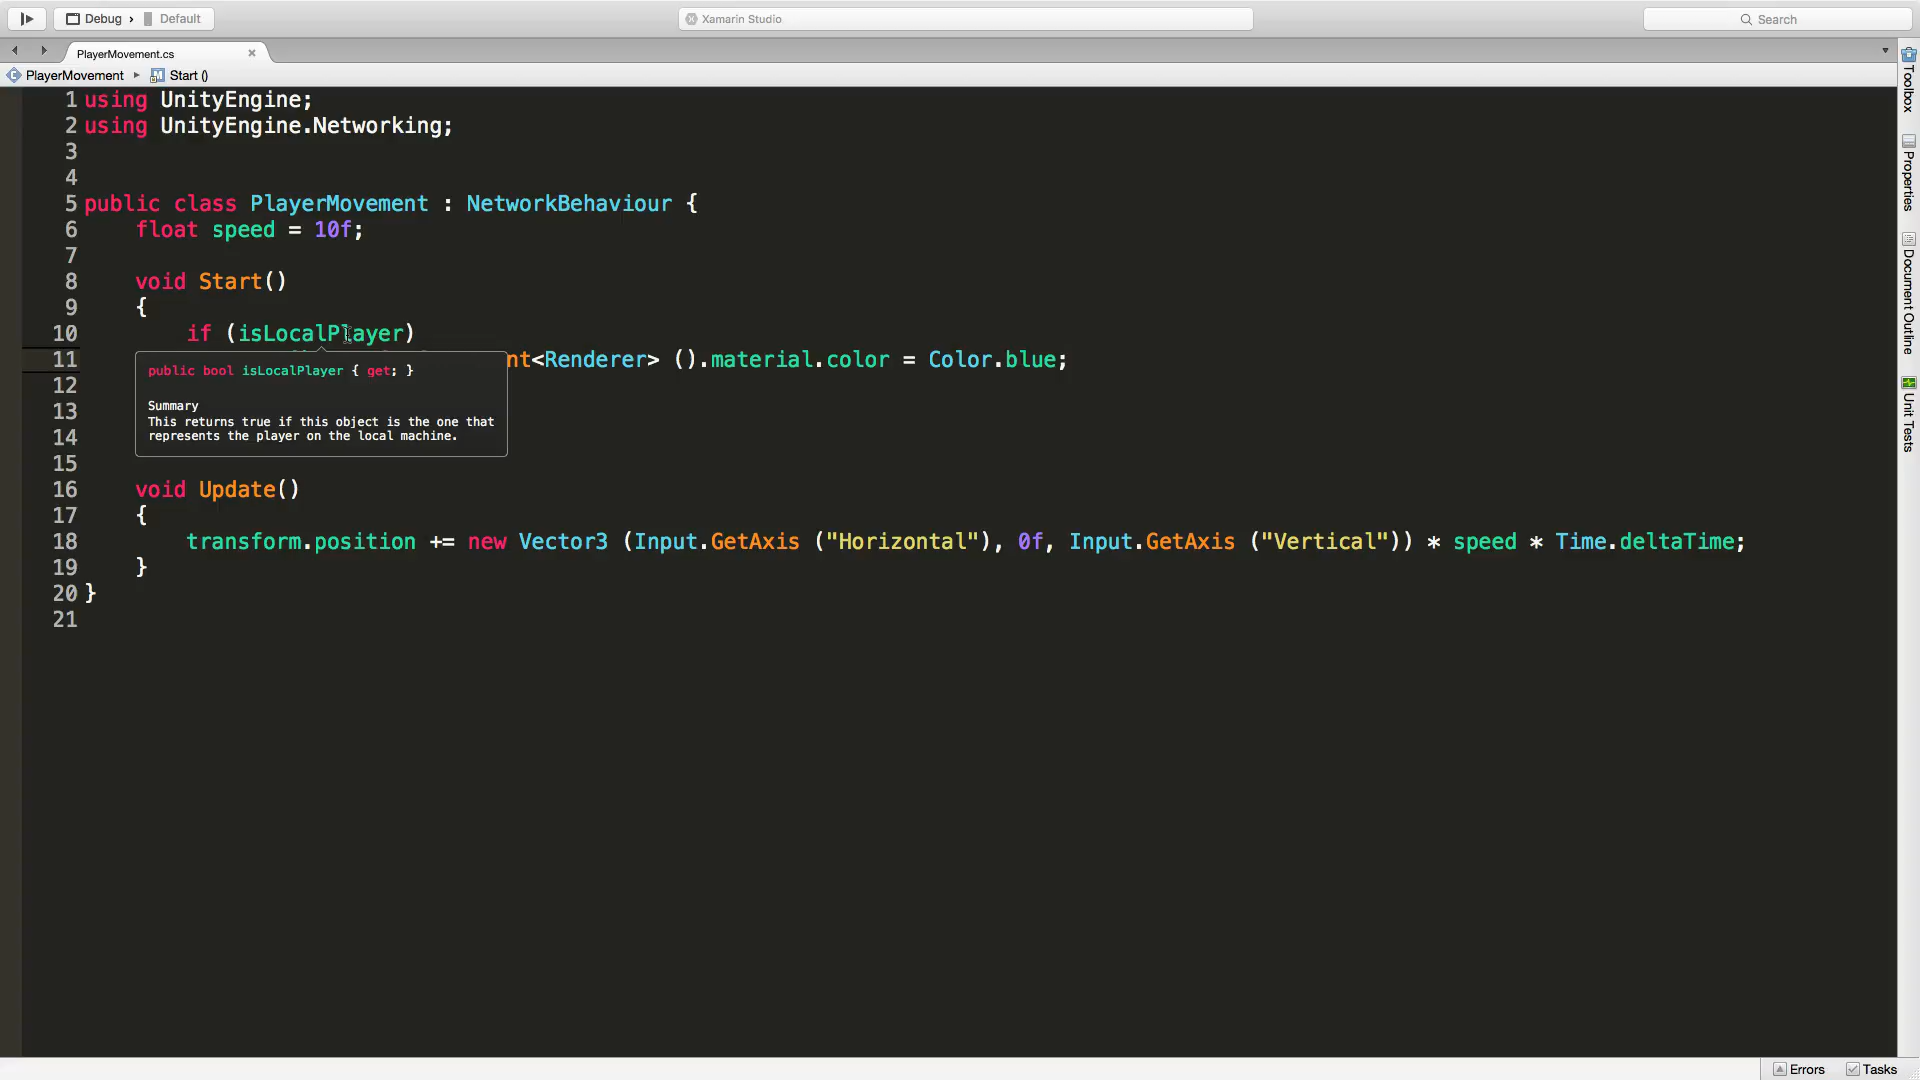 Debug › Default
Xamarin Studio
Search
PlayerMovement.cs
PlayerMovement ▸ Start ()
1 using UnityEngine;
2 using UnityEngine.Networking;
3
4
5 public class PlayerMovement : NetworkBehaviour {
6 float speed = 10f;
7
8 void Start()
9 {
10 if (isLocalPlayer)
11 nt<Renderer> ().material.color = Color.blue;
12
13
14
15
public bool isLocalPlayer { get; }
Summary
This returns true if this object is the one that
represents the player on the local machine.
16 void Update()
17 {
18 transform.position += new Vector3 (Input.GetAxis ("Horizontal"), 0f, Input.GetAxis ("Vertical")) * speed * Time.deltaTime;
19 }
20 }
21
Toolbox
Properties
Document Outline
Unit Tests
Errors
Tasks